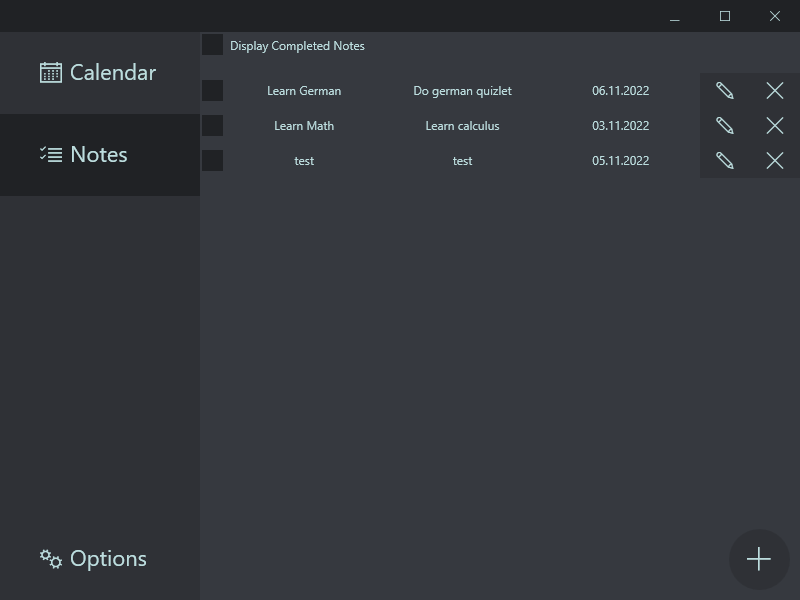 Calendar
Notes
Options
Display Completed Notes
Learn German Do german quizlet 06.11.2022
Learn Math Learn calculus 03.11.2022
test test 05.11.2022